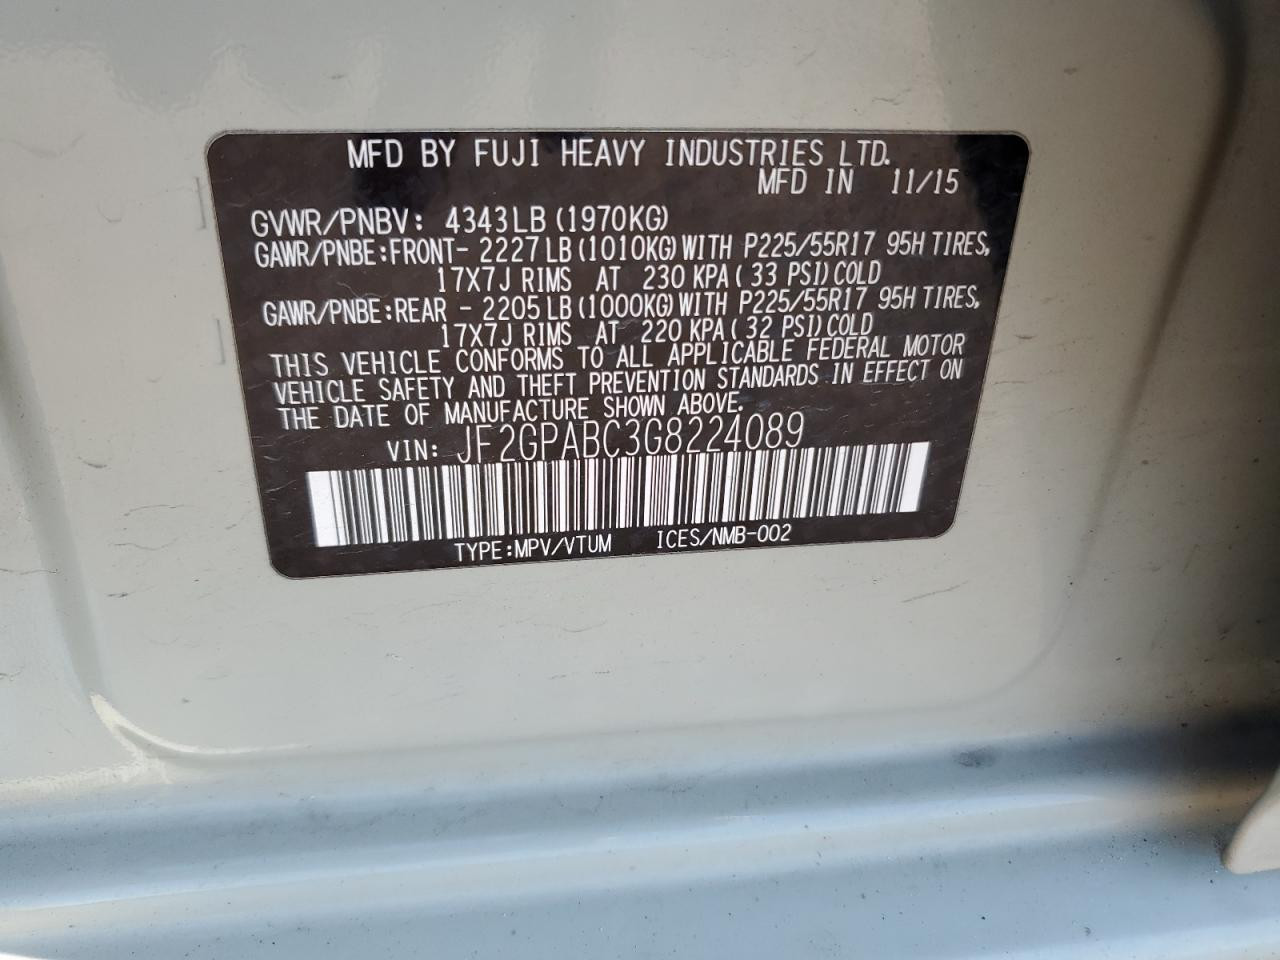 MFD BY FUJI HEAVY INDUSTRIES LTD.
MFD IN 11/15
GVWR/PNBV: 4343LB (1970KG)
GAWR/PNBE:FRONT- 2227LB (1010KG) WITH P225/55R17 95H TIRES,
17X7J RIMS AT 230 KPA ( 33 PSI) COLD
GAWR/PNBE:REAR - 2205LB (1000KG) WITH P225/55R17 95H TIRES,
17X7J RIMS AT 220 KPA ( 32 PSI) COLD
THIS VEHICLE CONFORMS TO ALL APPLICABLE FEDERAL MOTOR
VEHICLE SAFETY AND THEFT PREVENTION STANDARDS IN EFFECT ON
THE DATE OF MANUFACTURE SHOWN ABOVE.
VIN: JF2GPABC3G8224089
TYPE:MPV/VTUM ICES/NMB-002